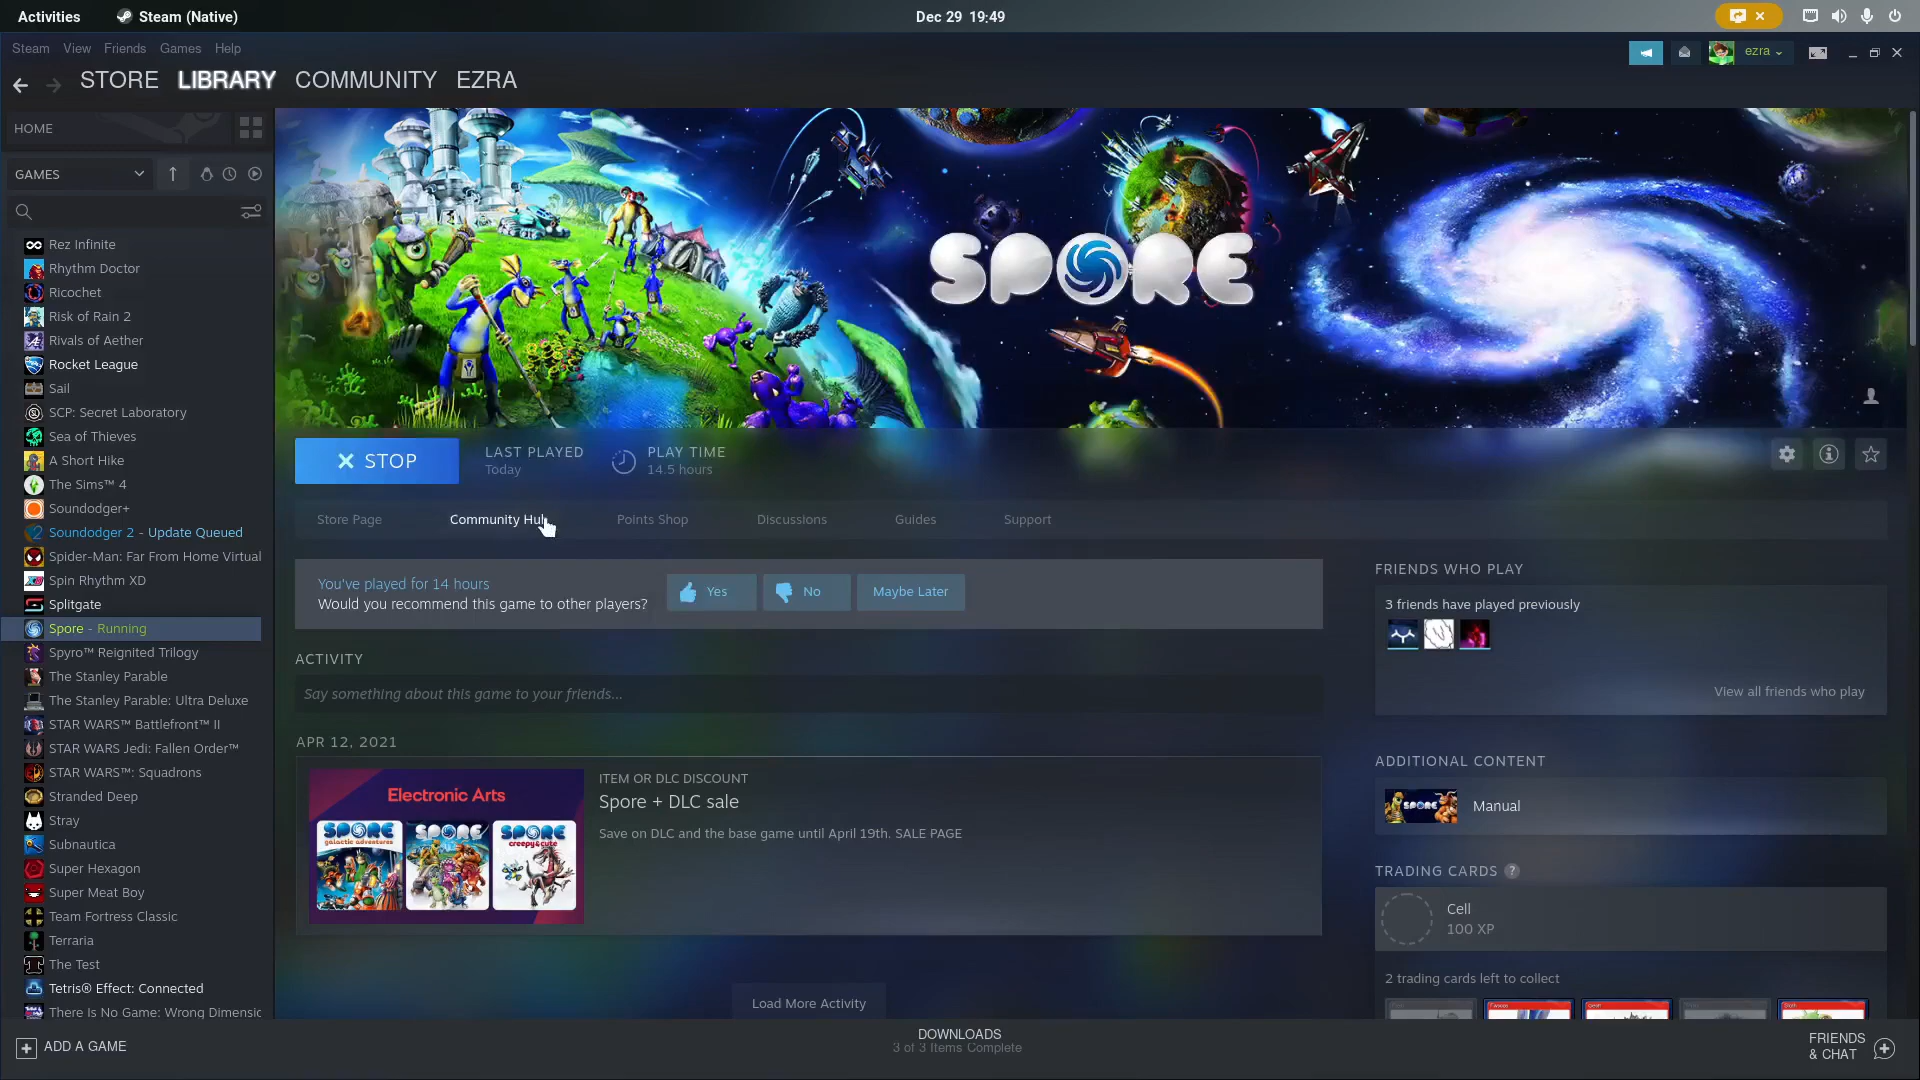 Activities
Steam (Native)
Dec 29 19:49
Steam View Friends Games Help
ezra
STORE LIBRARY COMMUNITY EZRA
HOME
GAMES
Rez Infinite
Rhythm Doctor
Ricochet
Risk of Rain 2
Rivals of Aether
Rocket League
Sail
SCP: Secret Laboratory
Sea of Thieves
A Short Hike
The Sims™ 4
Soundodger+
Soundodger 2 - Update Queued
Spider-Man: Far From Home Virtual
Spin Rhythm XD
Splitgate
Spore - Running
Spyro™ Reignited Trilogy
The Stanley Parable
The Stanley Parable: Ultra Deluxe
STAR WARS™ Battlefront™ II
STAR WARS Jedi: Fallen Order™
STAR WARS™: Squadrons
Stranded Deep
Stray
Subnautica
Super Hexagon
Super Meat Boy
Team Fortress Classic
Terraria
The Test
Tetris® Effect: Connected
There Is No Game: Wrong Dimensic
ADD A GAME
SPORE
STOP
LAST PLAYED
Today
PLAY TIME
14.5 hours
Store Page
Community Hub
Points Shop
Discussions
Guides
Support
You've played for 14 hours
Would you recommend this game to other players?
Yes
No
Maybe Later
ACTIVITY
Say something about this game to your friends...
APR 12, 2021
Electronic Arts
SPORE SPORE SPORE
galactic adventures
creepy&cute
ITEM OR DLC DISCOUNT
Spore + DLC sale
Save on DLC and the base game until April 19th. SALE PAGE
Load More Activity
FRIENDS WHO PLAY
3 friends have played previously
View all friends who play
ADDITIONAL CONTENT
SPORE
Manual
TRADING CARDS ?
Cell
100 XP
2 trading cards left to collect
DOWNLOADS
3 of 3 Items Complete
FRIENDS
& CHAT